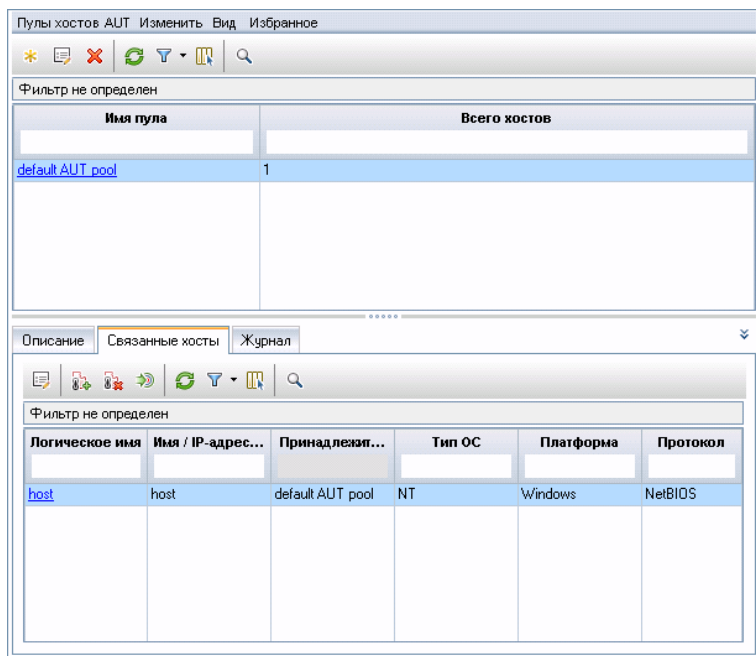 Пулы хостов AUT Изменить Вид Избранное
Фильтр не определен
Имя пула Всего хостов
default AUT pool 1
Описание Связанные хосты Журнал
Фильтр не определен
Логическое имя Имя / IP-адрес... Принадлежит... Тип ОС Платформа Протокол
host host default AUT pool NT Windows NetBIOS